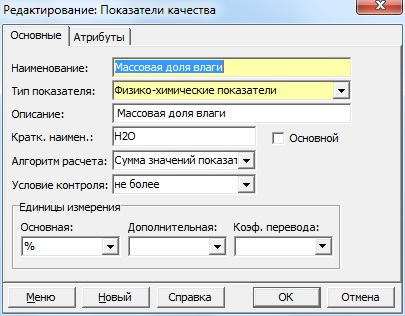 Редактирование: Показатели качества
Основные Атрибуты
Наименование: Массовая доля влаги
Тип показателя: Физико-химические показатели
Описание: Массовая доля влаги
Кратк. наимен.: H2O Основной
Алгоритм расчета: Сумма значений показат
Условие контроля: не более
Единицы измерения
Основная: Дополнительная: Коэф. перевода:
%
Меню Новый Справка OK Отмена